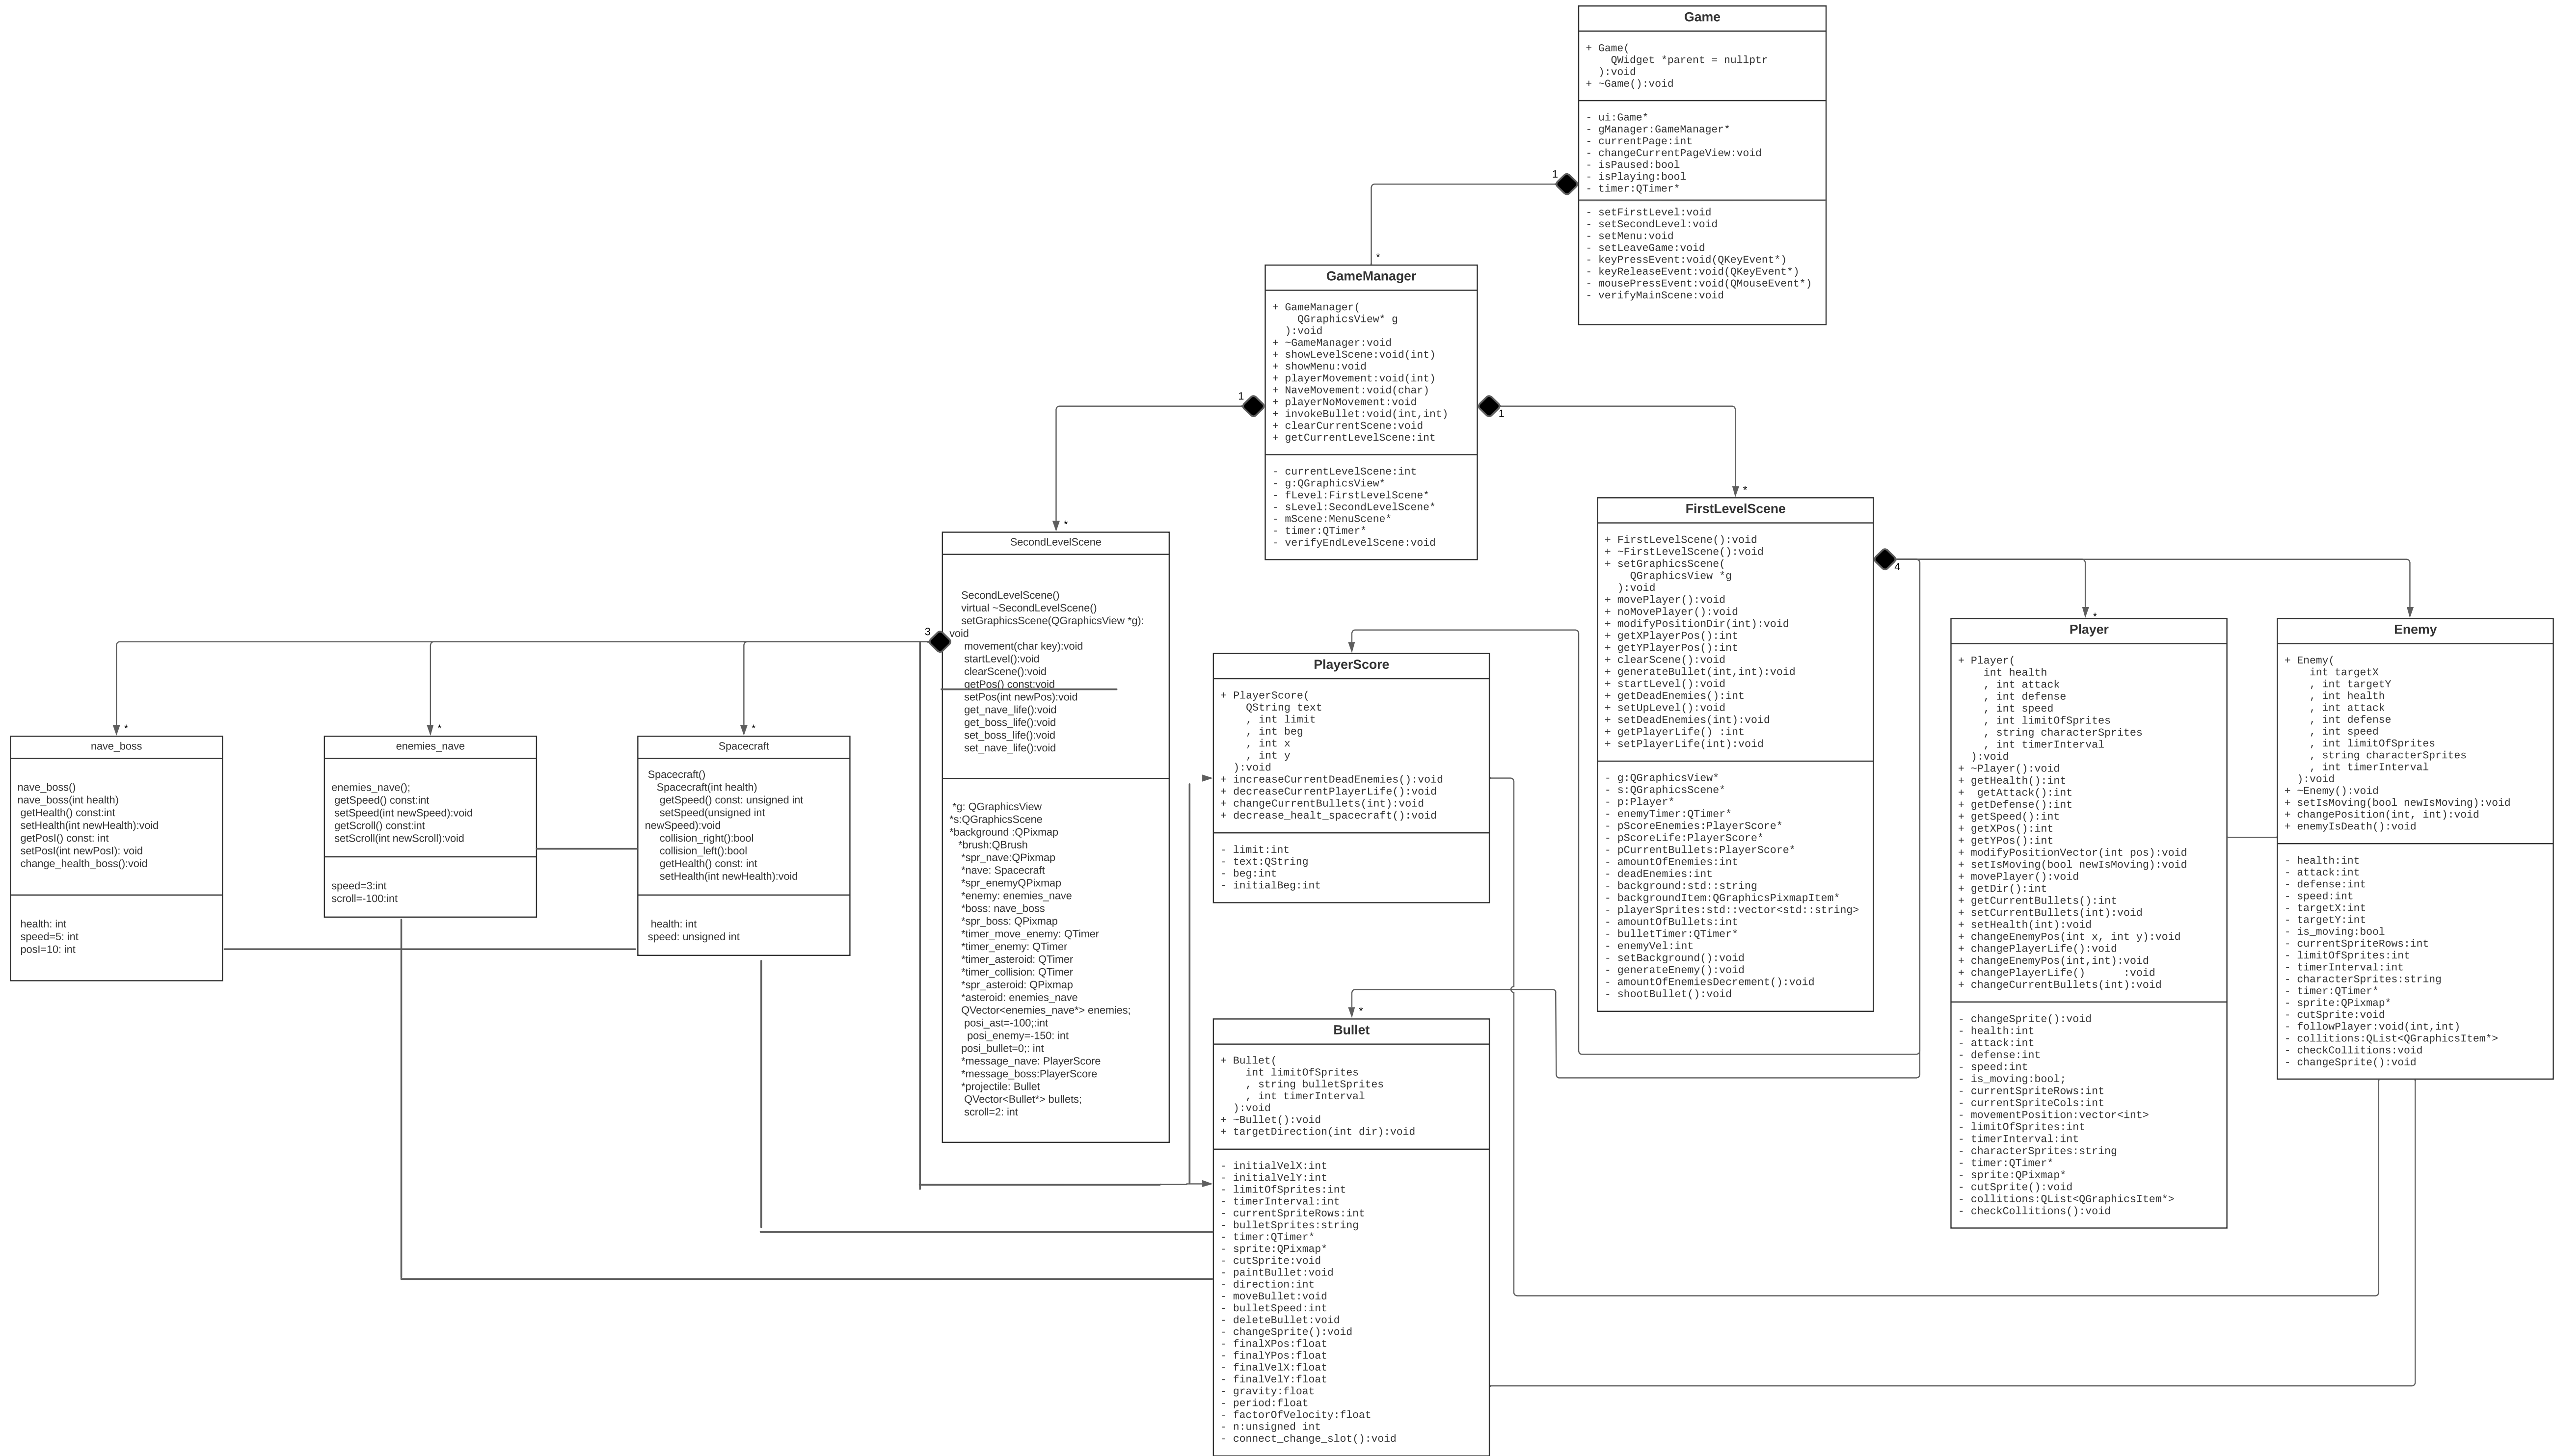 Game
+ Game(
QWidget *parent = nullptr
):void
+ ~Game():void
- ui:Game*
- gManager:GameManager*
- currentPage:int
- changeCurrentPageView:void
- isPaused:bool
- isPlaying:bool
- timer:QTimer*
- setFirstLevel:void
- setSecondLevel:void
- setMenu:void
- setLeaveGame:void
- keyPressEvent:void(QKeyEvent*)
- keyReleaseEvent:void(QKeyEvent*)
- mousePressEvent:void(QMouseEvent*)
- verifyMainScene:void
1
*
GameManager
+ GameManager(
QGraphicsView* g
):void
+ ~GameManager:void
+ showLevelScene:void(int)
+ showMenu:void
+ playerMovement:void(int)
+ NaveMovement:void(char)
+ playerNoMovement:void
+ invokeBullet:void(int,int)
+ clearCurrentScene:void
+ getCurrentLevelScene:int
- currentLevelScene:int
- g:QGraphicsView*
- fLevel:FirstLevelScene*
- sLevel:SecondLevelScene*
- mScene:MenuScene*
- timer:QTimer*
- verifyEndLevelScene:void
1
1
*
*
FirstLevelScene
+ FirstLevelScene():void
+ ~FirstLevelScene():void
+ setGraphicsScene(
QGraphicsView *g
):void
+ movePlayer():void
+ noMovePlayer():void
+ modifyPositionDir(int):void
+ getXPlayerPos():int
+ getYPlayerPos():int
+ clearScene():void
+ generateBullet(int,int):void
+ startLevel():void
+ getDeadEnemies():int
+ setUpLevel():void
+ setDeadEnemies(int):void
+ getPlayerLife() :int
+ setPlayerLife(int):void
- g:QGraphicsView*
- s:QGraphicsScene*
- p:Player*
- enemyTimer:QTimer*
- pScoreEnemies:PlayerScore*
- pScoreLife:PlayerScore*
- pCurrentBullets:PlayerScore*
- amountOfEnemies:int
- deadEnemies:int
- background:std::string
- backgroundItem:QGraphicsPixmapItem*
- playerSprites:std::vector<std::string>
- amountOfBullets:int
- bulletTimer:QTimer*
- enemyVel:int
- setBackground():void
- generateEnemy():void
- amountOfEnemiesDecrement():void
- shootBullet():void
4
*
SecondLevelScene
SecondLevelScene()
virtual ~SecondLevelScene()
setGraphicsScene(QGraphicsView *g):
void
movement(char key):void
startLevel():void
clearScene():void
getPos() const:void
setPos(int newPos):void
get_nave_life():void
get_boss_life():void
set_boss_life():void
set_nave_life():void
*g: QGraphicsView
*s:QGraphicsScene
*background :QPixmap
*brush:QBrush
*spr_nave:QPixmap
*nave: Spacecraft
*spr_enemyQPixmap
*enemy: enemies_nave
*boss: nave_boss
*spr_boss: QPixmap
*timer_move_enemy: QTimer
*timer_enemy: QTimer
*timer_asteroid: QTimer
*timer_collision: QTimer
*spr_asteroid: QPixmap
*asteroid: enemies_nave
QVector<enemies_nave*> enemies;
posi_ast=-100;:int
posi_enemy=-150: int
posi_bullet=0;: int
*message_nave: PlayerScore
*message_boss:PlayerScore
*projectile: Bullet
QVector<Bullet*> bullets;
scroll=2: int
3
*
*
*
nave_boss
nave_boss()
nave_boss(int health)
getHealth() const:int
setHealth(int newHealth):void
getPosI() const: int
setPosI(int newPosI): void
change_health_boss():void
health: int
speed=5: int
posI=10: int
enemies_nave
enemies_nave();
getSpeed() const:int
setSpeed(int newSpeed):void
getScroll() const:int
setScroll(int newScroll):void
speed=3:int
scroll=-100:int
Spacecraft
Spacecraft()
Spacecraft(int health)
getSpeed() const: unsigned int
setSpeed(unsigned int
newSpeed):void
collision_right():bool
collision_left():bool
getHealth() const: int
setHealth(int newHealth):void
health: int
speed: unsigned int
PlayerScore
+ PlayerScore(
QString text
, int limit
, int beg
, int x
, int y
):void
+ increaseCurrentDeadEnemies():void
+ decreaseCurrentPlayerLife():void
+ changeCurrentBullets(int):void
+ decrease_healt_spacecraft():void
- limit:int
- text:QString
- beg:int
- initialBeg:int
*
Bullet
+ Bullet(
int limitOfSprites
, string bulletSprites
, int timerInterval
):void
+ ~Bullet():void
+ targetDirection(int dir):void
- initialVelX:int
- initialVelY:int
- limitOfSprites:int
- timerInterval:int
- currentSpriteRows:int
- bulletSprites:string
- timer:QTimer*
- sprite:QPixmap*
- cutSprite:void
- paintBullet:void
- direction:int
- moveBullet:void
- bulletSpeed:int
- deleteBullet:void
- changeSprite():void
- finalXPos:float
- finalYPos:float
- finalVelX:float
- finalVelY:float
- gravity:float
- period:float
- factorOfVelocity:float
- n:unsigned int
- connect_change_slot():void
Player
+ Player(
int health
, int attack
, int defense
, int speed
, int limitOfSprites
, string characterSprites
, int timerInterval
):void
+ ~Player():void
+ getHealth():int
+  getAttack():int
+ getDefense():int
+ getSpeed():int
+ getXPos():int
+ getYPos():int
+ modifyPositionVector(int pos):void
+ setIsMoving(bool newIsMoving):void
+ movePlayer():void
+ getDir():int
+ getCurrentBullets():int
+ setCurrentBullets(int):void
+ setHealth(int):void
+ changeEnemyPos(int x, int y):void
+ changePlayerLife():void
+ changeEnemyPos(int,int):void
+ changePlayerLife()      :void
+ changeCurrentBullets(int):void
- changeSprite():void
- health:int
- attack:int
- defense:int
- speed:int
- is_moving:bool;
- currentSpriteRows:int
- currentSpriteCols:int
- movementPosition:vector<int>
- limitOfSprites:int
- timerInterval:int
- characterSprites:string
- timer:QTimer*
- sprite:QPixmap*
- cutSprite():void
- collitions:QList<QGraphicsItem*>
- checkCollitions():void
Enemy
+ Enemy(
int targetX
, int targetY
, int health
, int attack
, int defense
, int speed
, int limitOfSprites
, string characterSprites
, int timerInterval
):void
+ ~Enemy():void
+ setIsMoving(bool newIsMoving):void
+ changePosition(int, int):void
+ enemyIsDeath():void
- health:int
- attack:int
- defense:int
- speed:int
- targetX:int
- targetY:int
- is_moving:bool
- currentSpriteRows:int
- limitOfSprites:int
- timerInterval:int
- characterSprites:string
- timer:QTimer*
- sprite:QPixmap*
- cutSprite:void
- followPlayer:void(int,int)
- collitions:QList<QGraphicsItem*>
- checkCollitions:void
- changeSprite():void